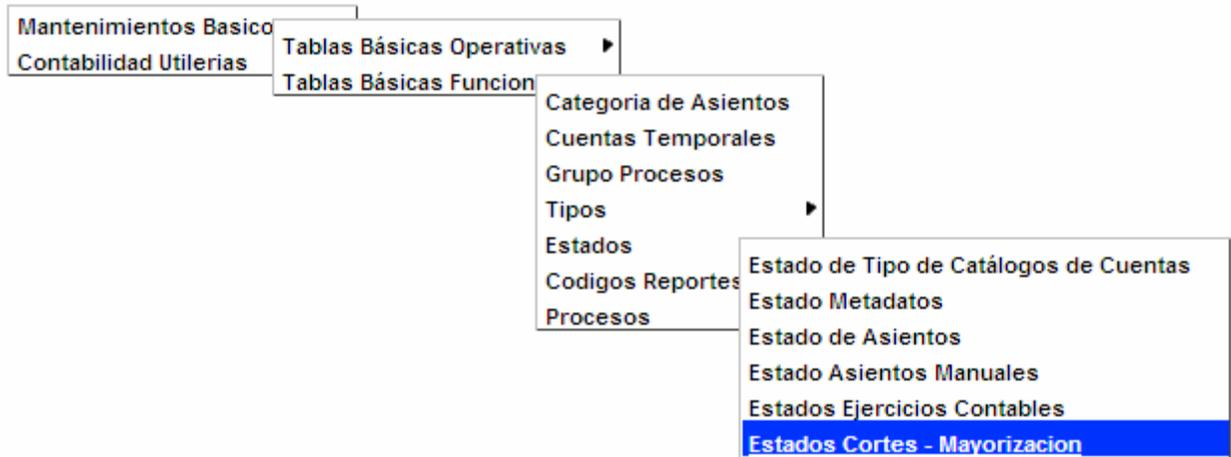 Mantenimientos Basico
Contabilidad Utilerias
Tablas Básicas Operativas
Tablas Básicas Funcion
Categoria de Asientos
Cuentas Temporales
Grupo Procesos
Tipos
Estados
Codigos Reportes
Procesos
Estado de Tipo de Catálogos de Cuentas
Estado Metadatos
Estado de Asientos
Estado Asientos Manuales
Estados Ejercicios Contables
Estados Cortes - Mayorizacion